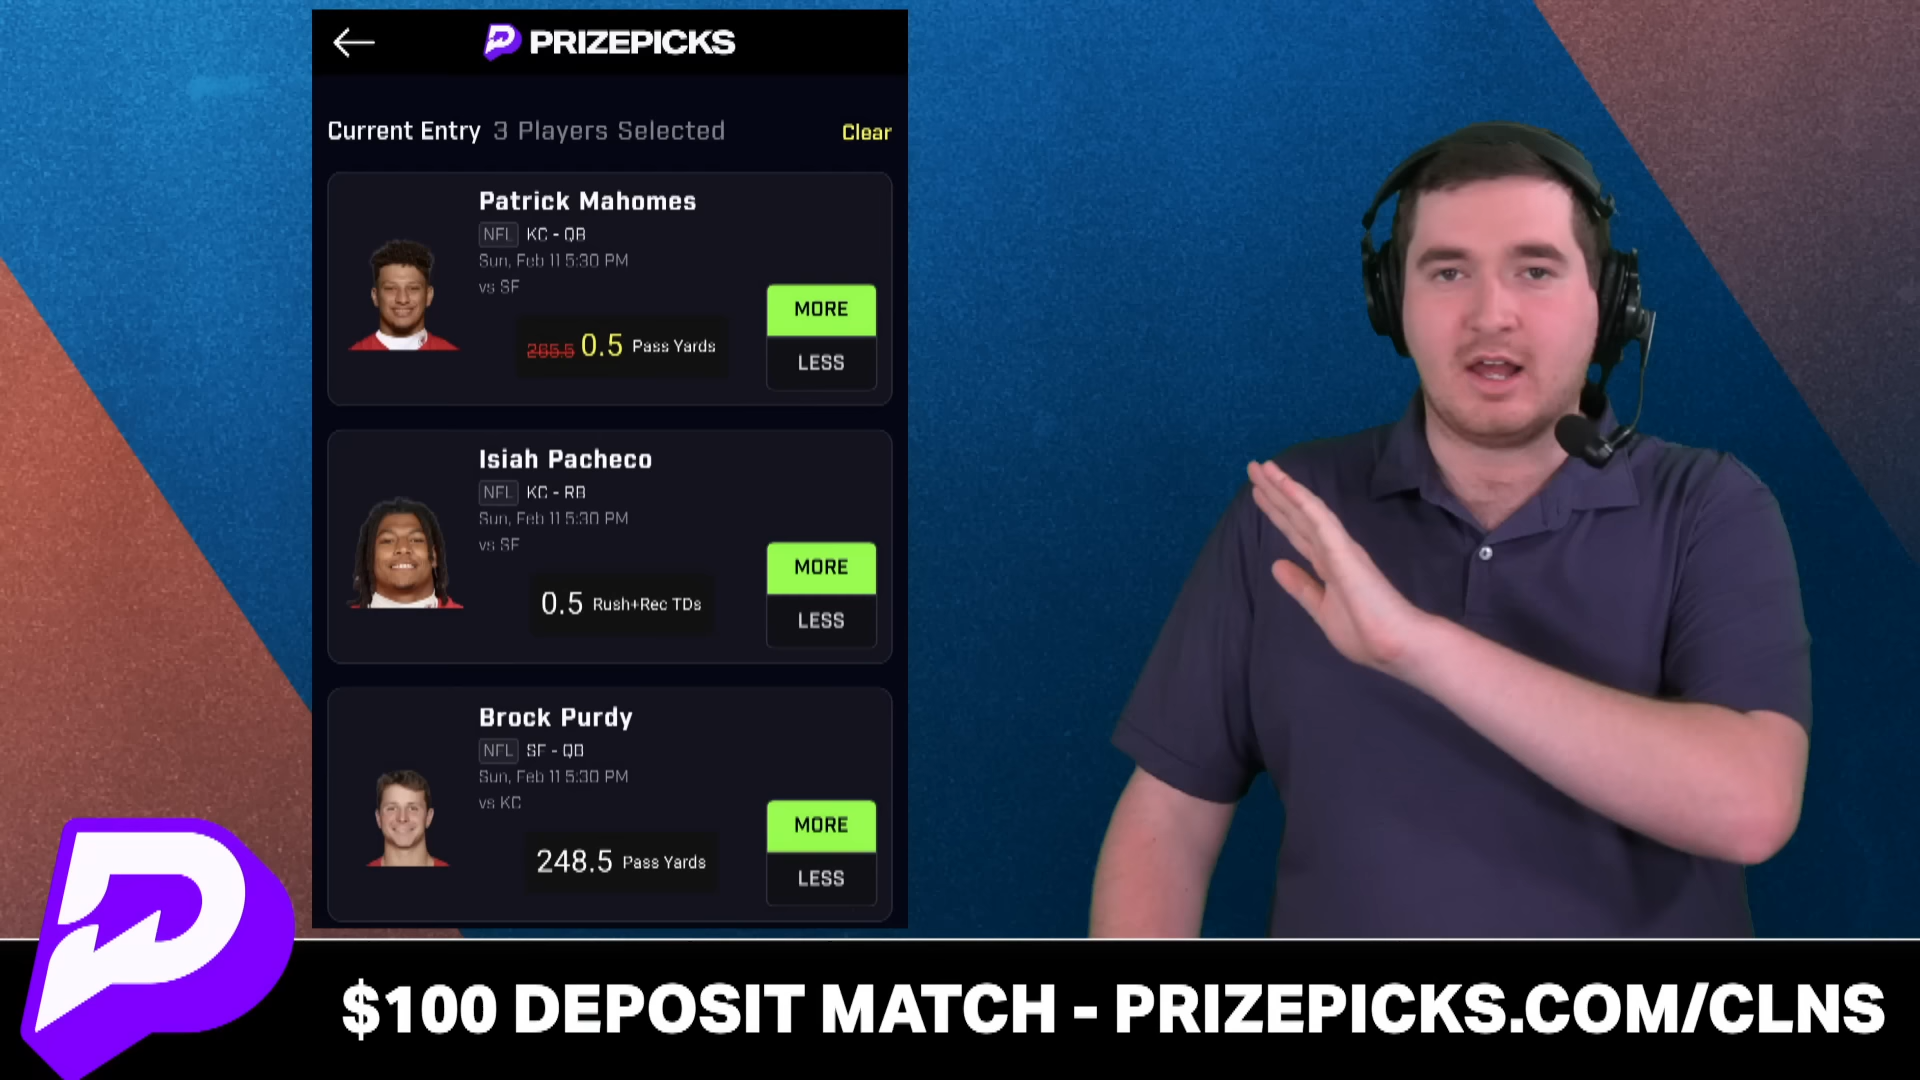 PRIZEPICKS
Current Entry 3 Players Selected Clear
Patrick Mahomes
NFL KC - QB
Sun, Feb 11 5:30 PM
vs SF
265.5 0.5 Pass Yards
MORE
LESS
Isiah Pacheco
NFL KC - RB
Sun, Feb 11 5:30 PM
vs SF
0.5 Rush+Rec TDs
MORE
LESS
Brock Purdy
NFL SF - QB
Sun, Feb 11 5:30 PM
vs KC
248.5 Pass Yards
MORE
LESS
$100 DEPOSIT MATCH - PRIZEPICKS.COM/CLNS